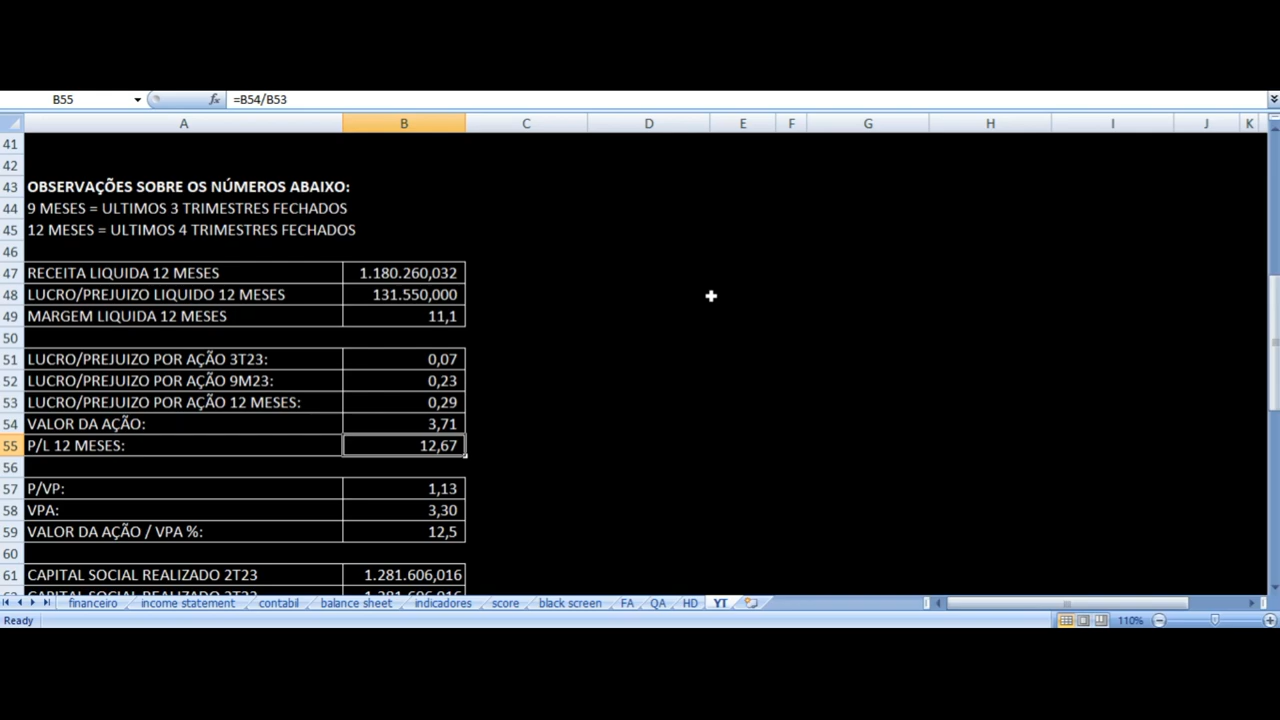 B55 fx =B54/B53
A B C D E F G H I J K
41
42
43 OBSERVAÇÕES SOBRE OS NÚMEROS ABAIXO:
44 9 MESES = ULTIMOS 3 TRIMESTRES FECHADOS
45 12 MESES = ULTIMOS 4 TRIMESTRES FECHADOS
46
47 RECEITA LIQUIDA 12 MESES 1.180.260,032
48 LUCRO/PREJUIZO LIQUIDO 12 MESES 131.550,000
49 MARGEM LIQUIDA 12 MESES 11,1
50
51 LUCRO/PREJUIZO POR AÇÃO 3T23: 0,07
52 LUCRO/PREJUIZO POR AÇÃO 9M23: 0,23
53 LUCRO/PREJUIZO POR AÇÃO 12 MESES: 0,29
54 VALOR DA AÇÃO: 3,71
55 P/L 12 MESES: 12,67
56
57 P/VP: 1,13
58 VPA: 3,30
59 VALOR DA AÇÃO / VPA %: 12,5
60
61 CAPITAL SOCIAL REALIZADO 2T23 1.281.606,016
financeiro income statement contabil balance sheet indicadores score black screen FA QA HD YT
Ready 110%